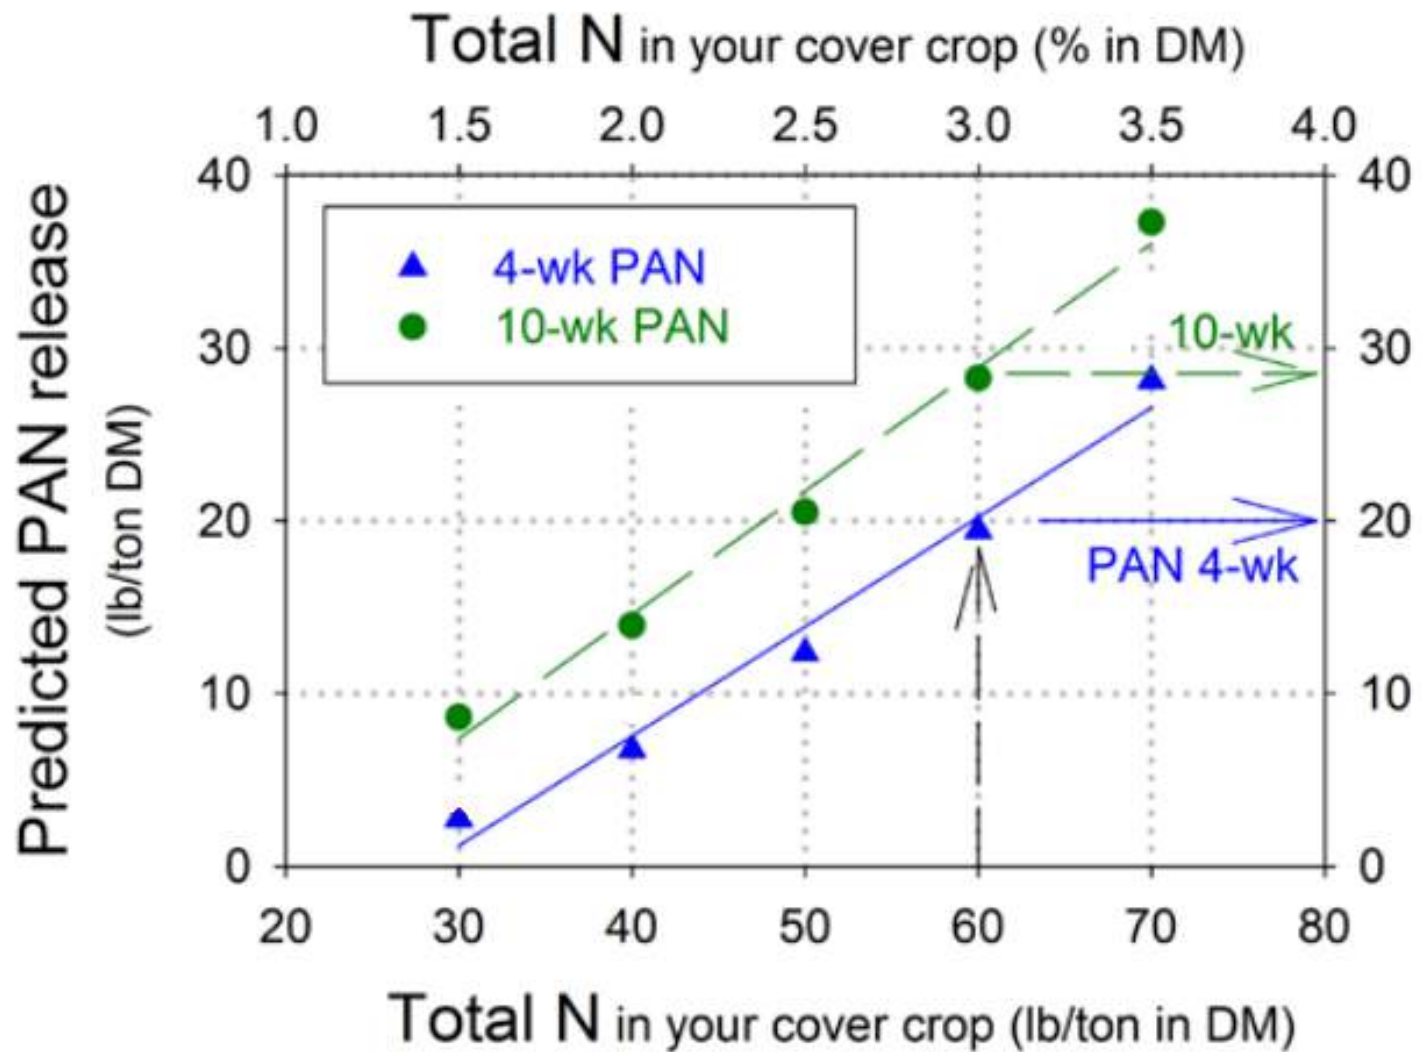 Total N in your cover crop (% in DM)
1.0 1.5 2.0 2.5 3.0 3.5 4.0
Predicted PAN release
(lb/ton DM)
40 40
4-wk PAN
10-wk PAN
10-wk
30 30
20 20
PAN 4-wk
10 10
0 0
20 30 40 50 60 70 80
Total N in your cover crop (lb/ton in DM)